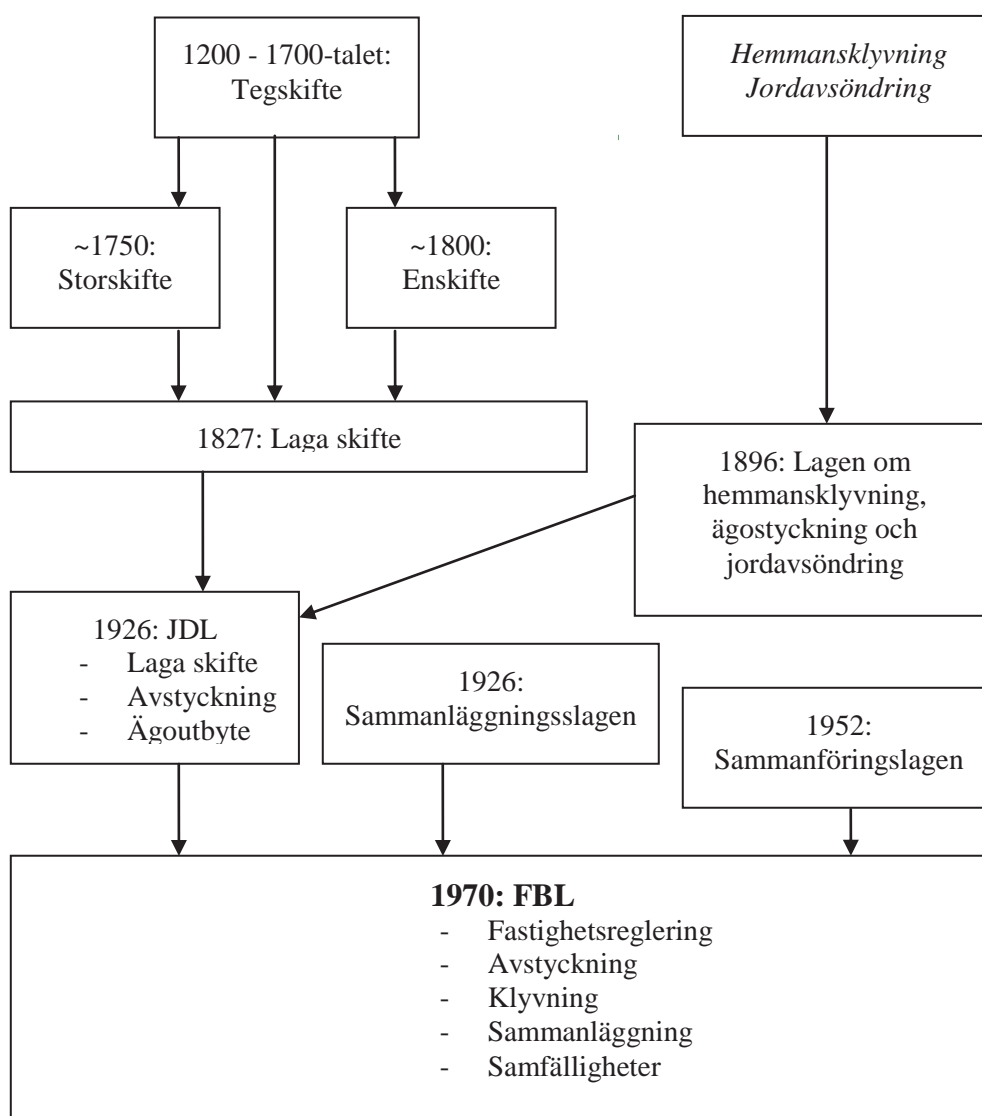 1200 - 1700-talet:
Tegskifte
Hemmansklyvning
Jordavsöndring
~1750:
Storskifte
~1800:
Enskifte
1827: Laga skifte
1896: Lagen om
hemmansklyvning,
ägostyckning och
jordavsöndring
1926: JDL
- Laga skifte
- Avstyckning
- Ägoutbyte
1926:
Sammanläggningsslagen
1952:
Sammanföringslagen
1970: FBL
- Fastighetsreglering
- Avstyckning
- Klyvning
- Sammanläggning
- Samfälligheter